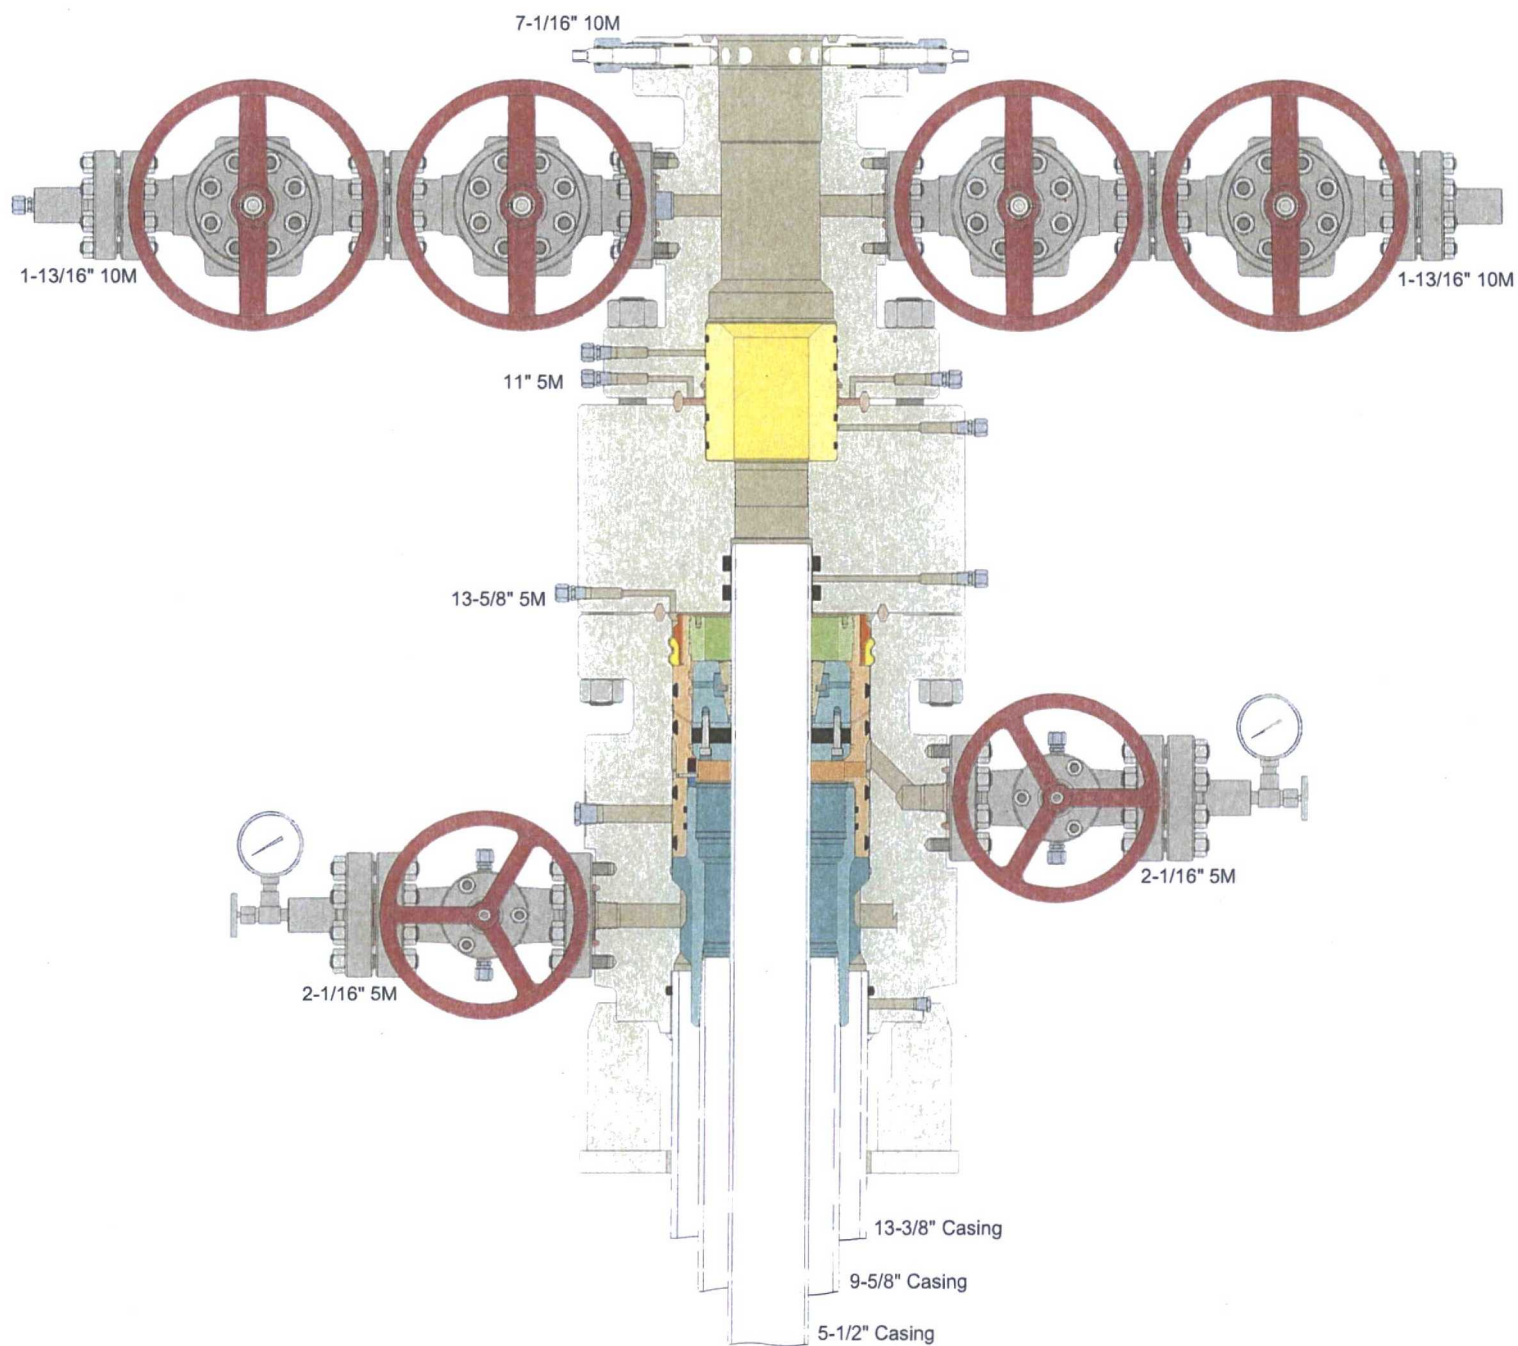 7-1/16" 10M
1-13/16" 10M
1-13/16" 10M
11" 5M
13-5/8" 5M
2-1/16" 5M
2-1/16" 5M
13-3/8" Casing
9-5/8" Casing
5-1/2" Casing